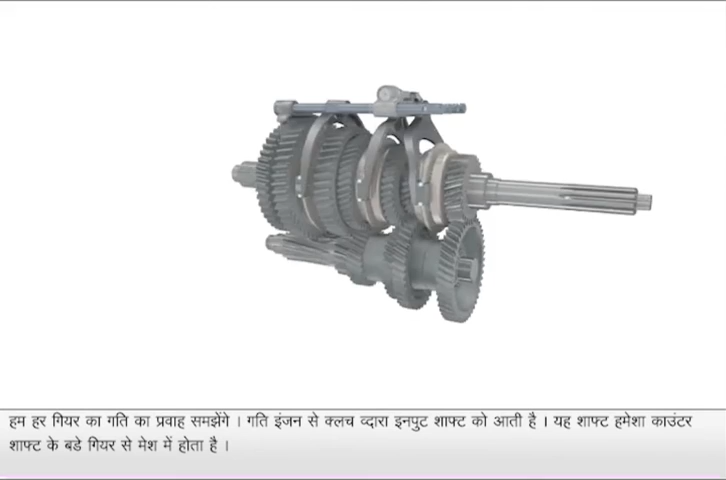 हम हर गियर का गति का प्रवाह समझेंगे । गति इंजन से क्लच व्दारा इनपुट शाफ्ट को आती है । यह शाफ्ट हमेशा काउंटर
शाफ्ट के बडे गियर से मेश में होता है ।